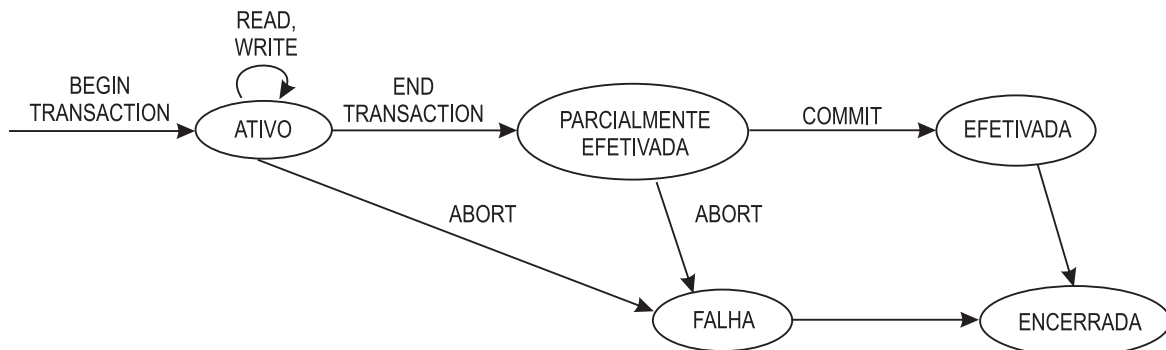 READ,
WRITE
BEGIN
TRANSACTION
ATIVO
END
TRANSACTION
PARCIALMENTE
EFETIVADA
COMMIT
EFETIVADA
ABORT
ABORT
FALHA
ENCERRADA